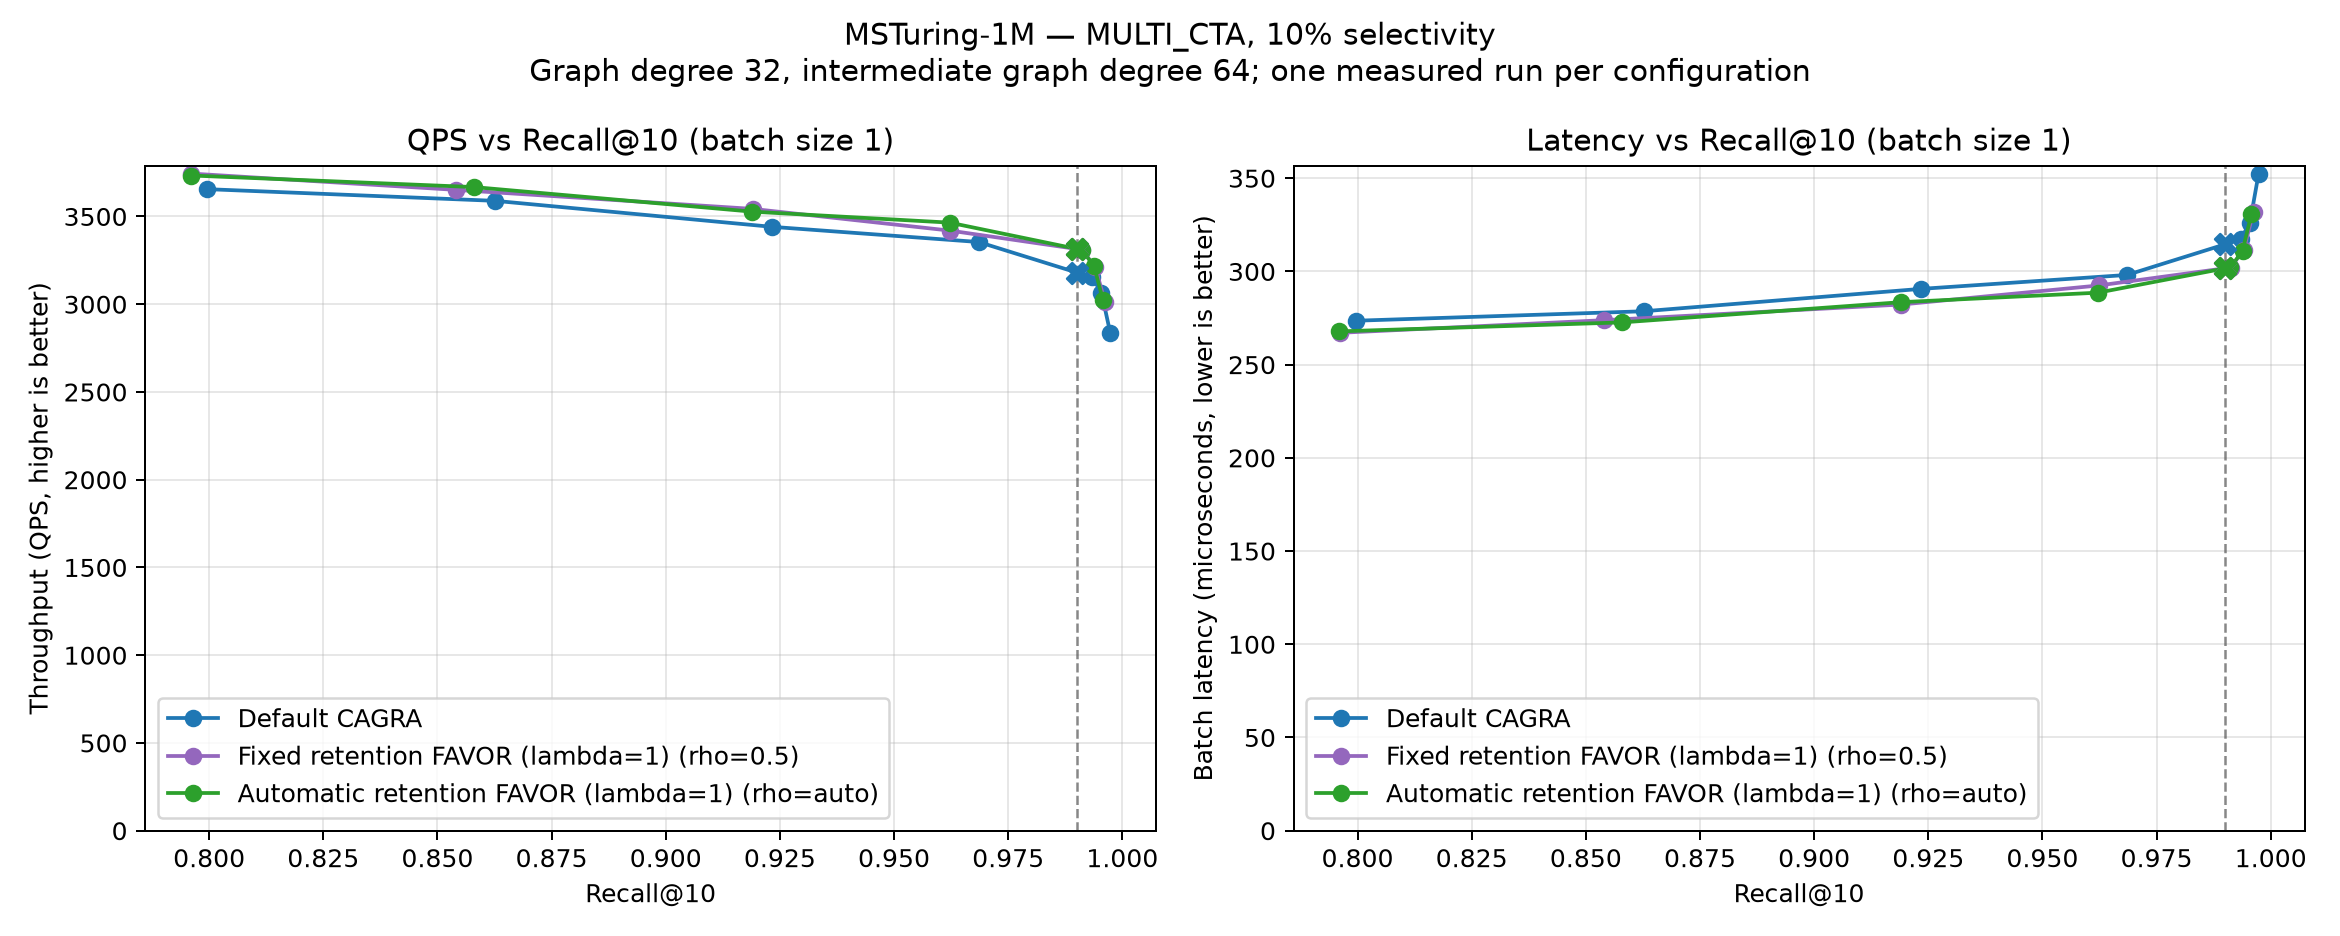 MSTuring-1M — MULTI_CTA, 10% selectivity
Graph degree 32, intermediate graph degree 64; one measured run per configuration
QPS vs Recall@10 (batch size 1)
Throughput (QPS, higher is better)
3500
3000
2500
2000
1500
1000
500
0
Default CAGRA
Fixed retention FAVOR (lambda=1) (rho=0.5)
Automatic retention FAVOR (lambda=1) (rho=auto)
0.800 0.825 0.850 0.875 0.900 0.925 0.950 0.975 1.000
Recall@10
Latency vs Recall@10 (batch size 1)
Batch latency (microseconds, lower is better)
350
300
250
200
150
100
50
0
Default CAGRA
Fixed retention FAVOR (lambda=1) (rho=0.5)
Automatic retention FAVOR (lambda=1) (rho=auto)
0.800 0.825 0.850 0.875 0.900 0.925 0.950 0.975 1.000
Recall@10